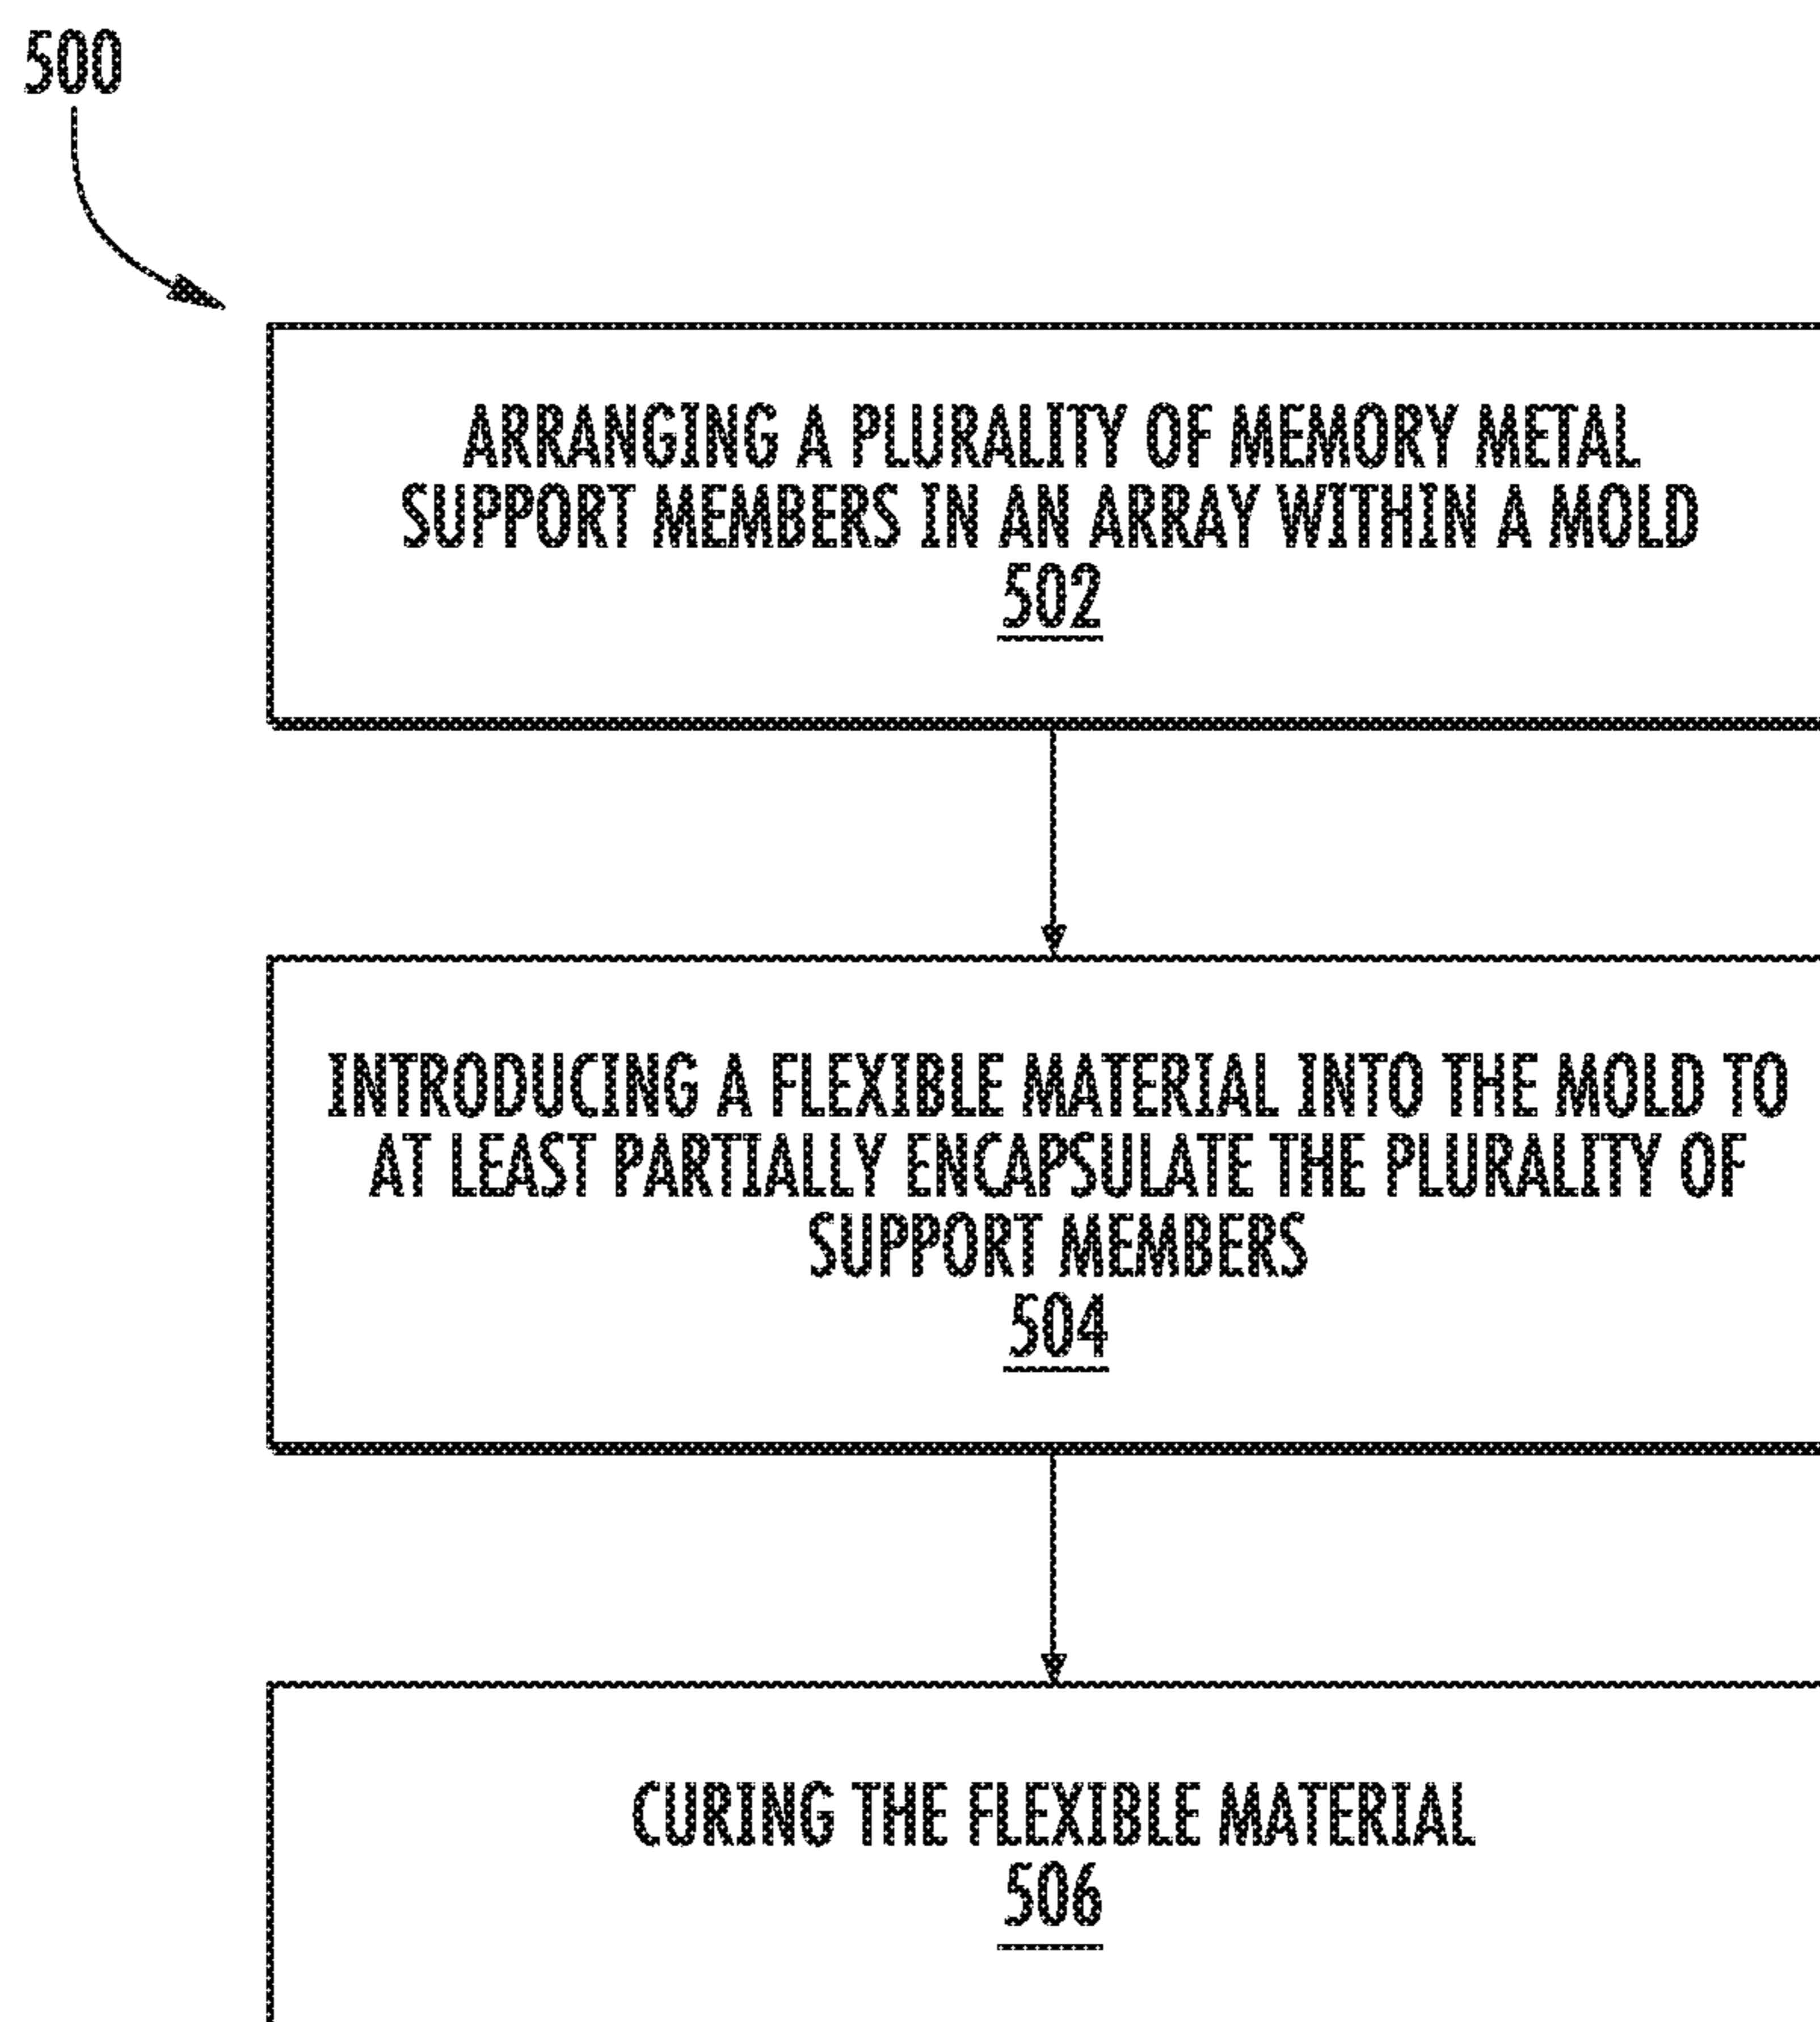 500
ARRANGING A PLURALITY OF MEMORY METAL
SUPPORT MEMBERS IN AN ARRAY WITHIN A MOLD
502
INTRODUCING A FLEXIBLE MATERIAL INTO THE MOLD TO
AT LEAST PARTIALLY ENCAPSULATE THE PLURALITY OF
SUPPORT MEMBERS
504
CURING THE FLEXIBLE MATERIAL
506